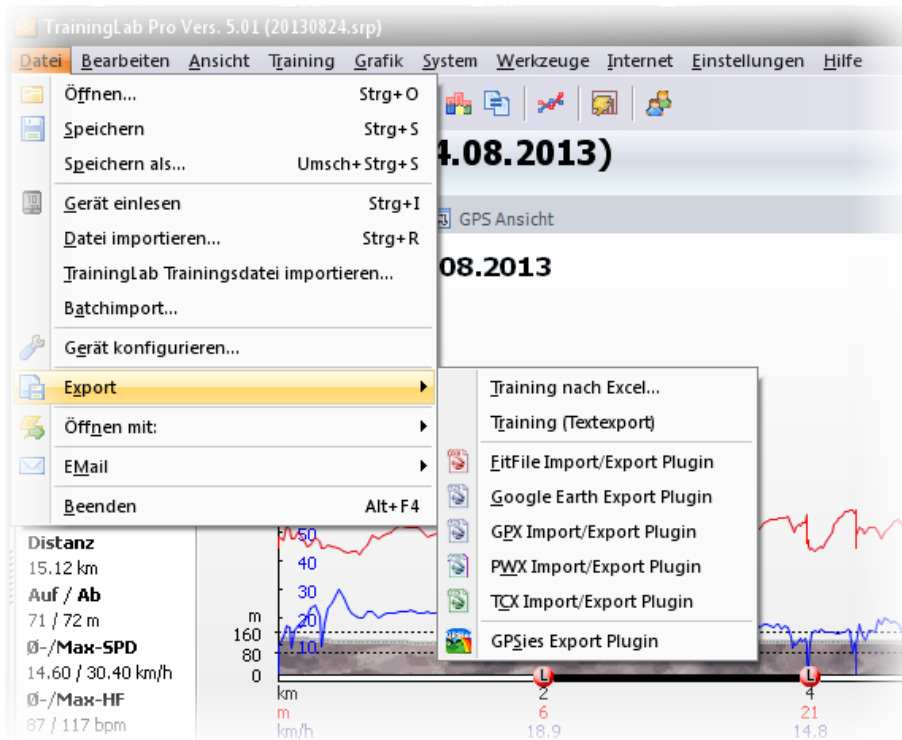 TrainingLab Pro Vers. 5.01 (20130824.srp)
Datei Bearbeiten Ansicht Training Grafik System Werkzeuge Internet Einstellungen Hilfe
Öffnen... Strg+O
Speichern Strg+S
Speichern als... Umsch+Strg+S
Gerät einlesen Strg+I
Datei importieren... Strg+R
TrainingLab Trainingsdatei importieren...
Batchimport...
Gerät konfigurieren...
Export
Öffnen mit:
EMail
Beenden Alt+F4
4.08.2013)
GPS Ansicht
08.2013
Training nach Excel...
Training (Textexport)
FitFile Import/Export Plugin
Google Earth Export Plugin
GPX Import/Export Plugin
PWX Import/Export Plugin
TCX Import/Export Plugin
GPSies Export Plugin
Distanz
15.12 km
Auf / Ab
71 / 72 m
Ø-/Max-SPD
14.60 / 30.40 km/h
Ø-/Max-HF
87 / 117 bpm
50
40
30
20
10
m
160
80
0
L L
km 2 4
m 6 21
km/h 18.9 14.8